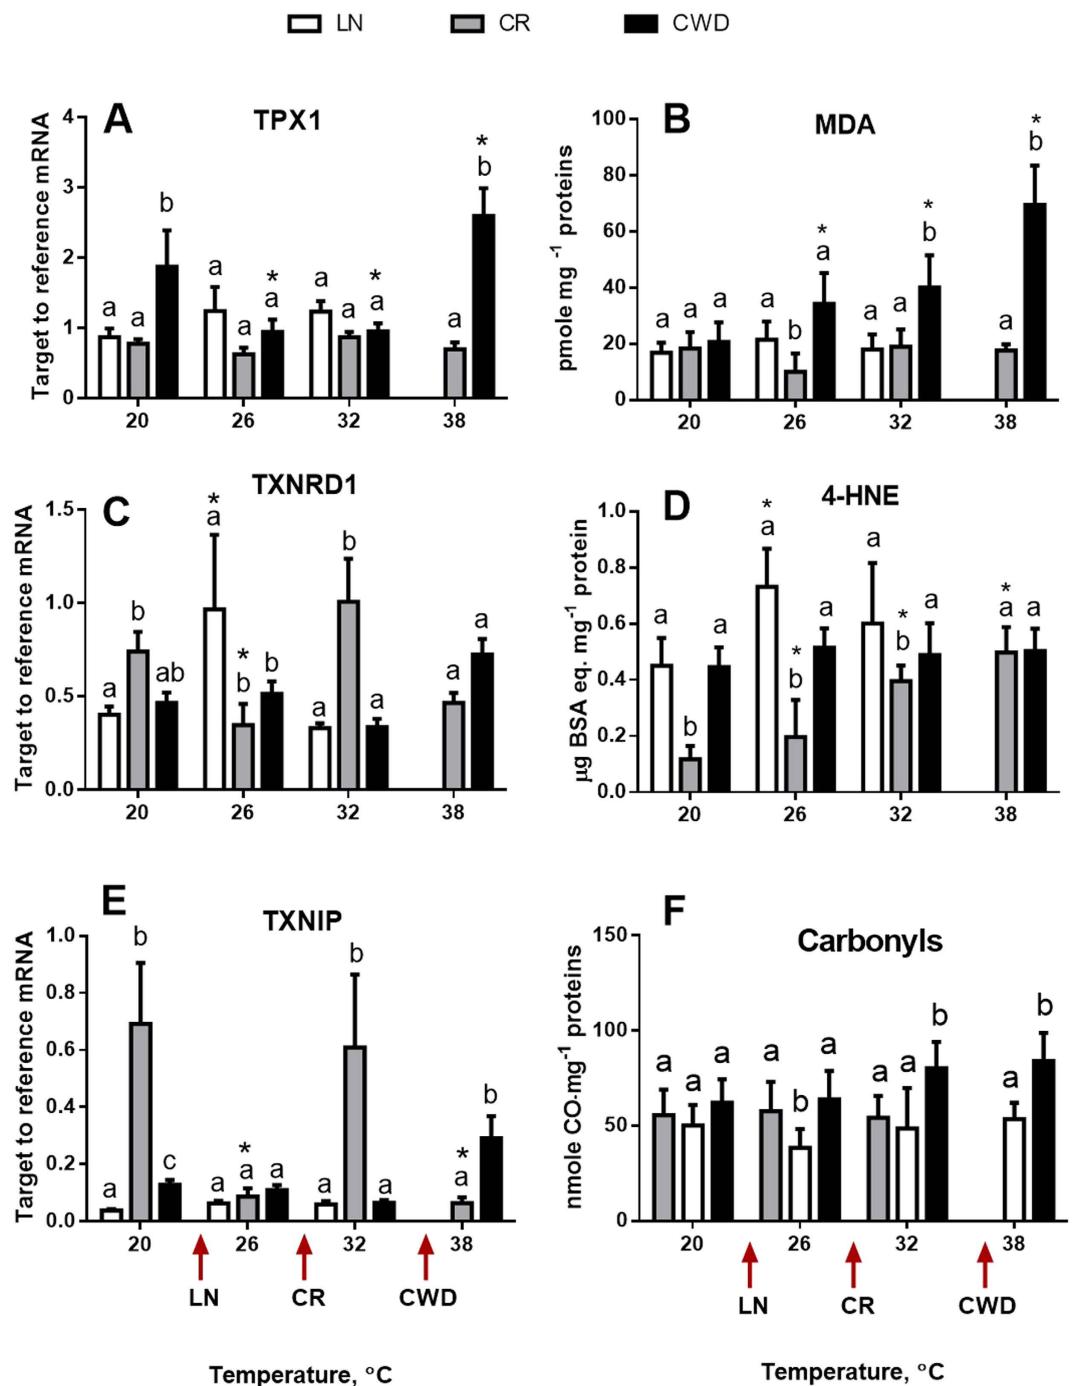 LN CR CWD
A TPX1
Target to reference mRNA
4
3
2
1
0
a a b a a a * a a a * a b *
20 26 32 38
B MDA
pmole mg -1 proteins
100
80
60
40
20
0
a a a a b a * a a b * a b *
20 26 32 38
C TXNRD1
Target to reference mRNA
1.5
1.0
0.5
0.0
a b ab a * b * b a b a a a
20 26 32 38
D 4-HNE
µg BSA eq. mg-1 protein
1.0
0.8
0.6
0.4
0.2
0.0
a b a a * b * a a b * a a * a
20 26 32 38
E TXNIP
Target to reference mRNA
1.0
0.8
0.6
0.4
0.2
0.0
a b c a a * a a b a a * b
20 26 32 38
LN CR CWD
Temperature, °C
F Carbonyls
nmole CO·mg-1 proteins
150
100
50
0
a a a a b a a a b a b
20 26 32 38
LN CR CWD
Temperature, °C